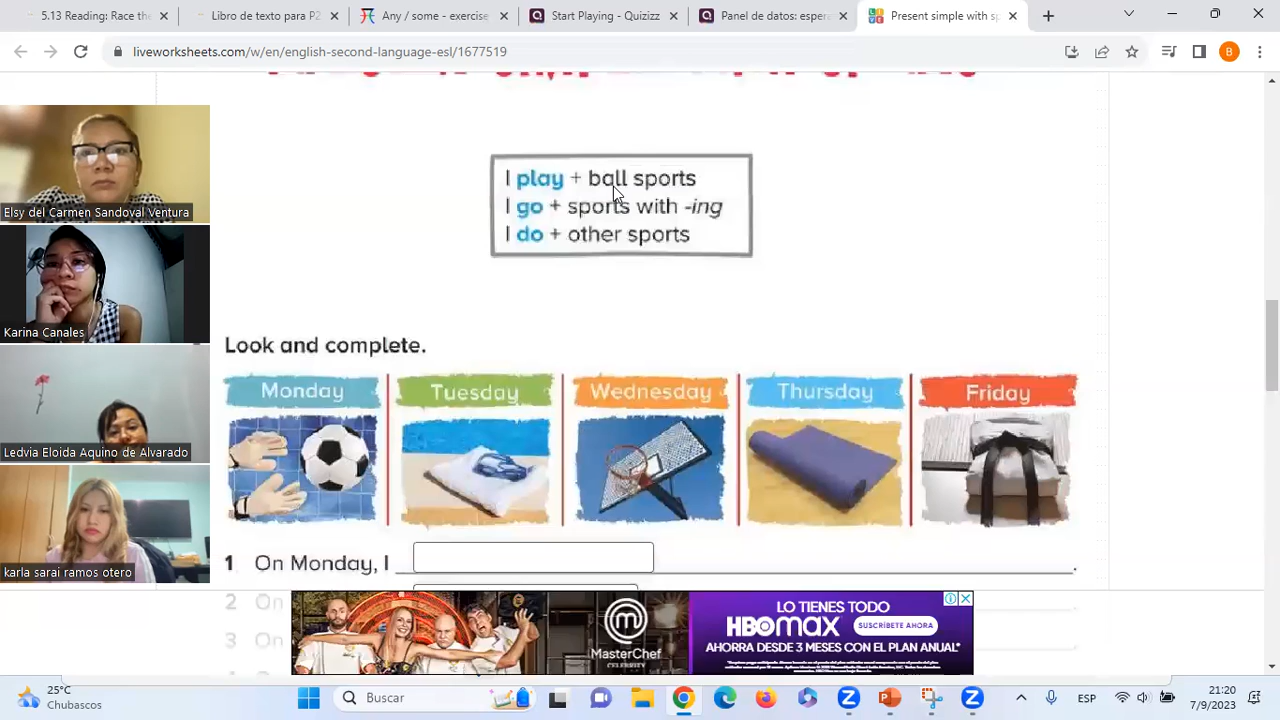 5.13 Reading: Race the
Libro de texto para P2
Any / some) exercise
Start Playing - Quizizz
Panel de datos: espera
Present simple with sp
liveworksheets.com/w/en/english-second-language-esl/1677519
B
I play + ball sports
I go + sports with -ing
I do + other sports
Look and complete.
Monday
Tuesday
Wednesday
Thursday
Friday
1 On Monday, I
2 On
3 On
Elsy del Carmen Sandoval Ventura
Karina Canales
Ledvia Eloida Aquino de Alvarado
karla sarai ramos otero
MASTERCHEF
CELEBRITY
LO TIENES TODO
HBOMAX
SUSCRÍBETE AHORA
AHORRA DESDE 3 MESES CON EL PLAN ANUAL*
25°C
Chubascos
Buscar
ESP
21:20
7/9/2023